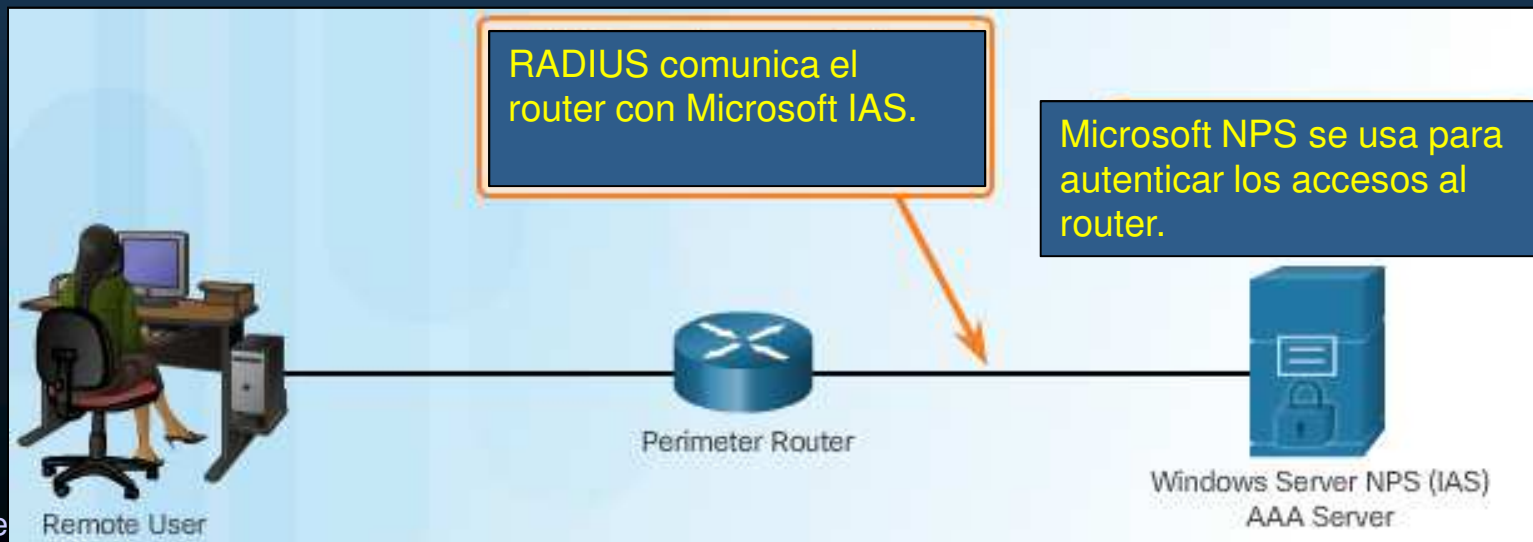 RADIUS comunica el
router con Microsoft IAS.
Microsoft NPS se usa para
autenticar los accesos al
router.
Perimeter Router
Windows Server NPS (IAS)
AAA Server
Remote User